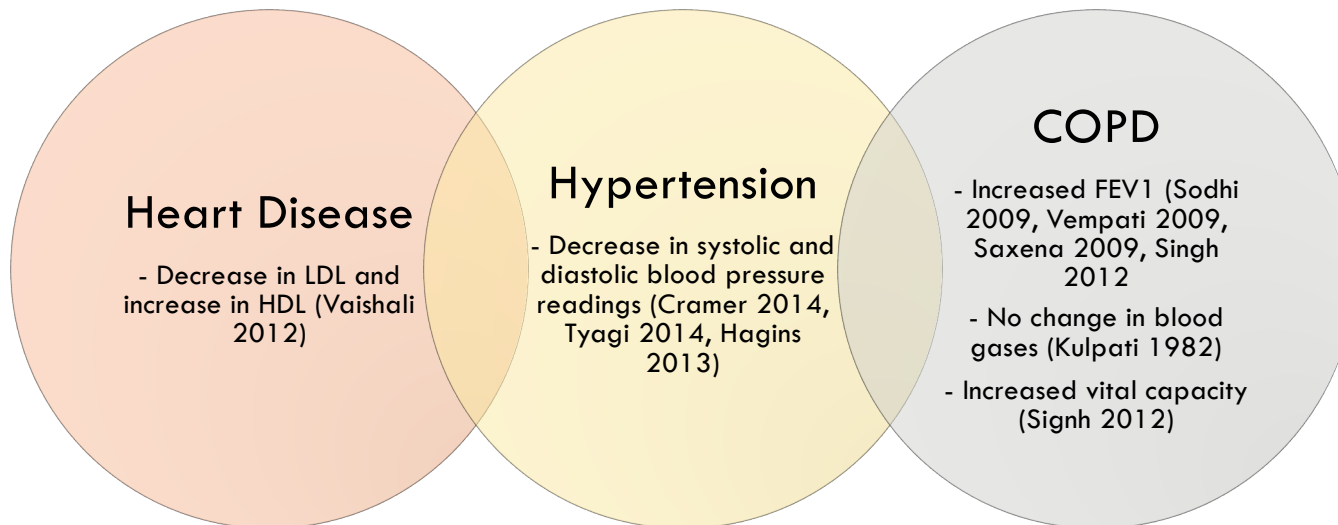 Heart Disease
- Decrease in LDL and
increase in HDL (Vaishali
2012)
Hypertension
- Decrease in systolic and
diastolic blood pressure
readings (Cramer 2014,
Tyagi 2014, Hagins
2013)
COPD
- Increased FEV1 (Sodhi
2009, Vempati 2009,
Saxena 2009, Singh
2012
- No change in blood
gases (Kulpati 1982)
- Increased vital capacity
(Signh 2012)